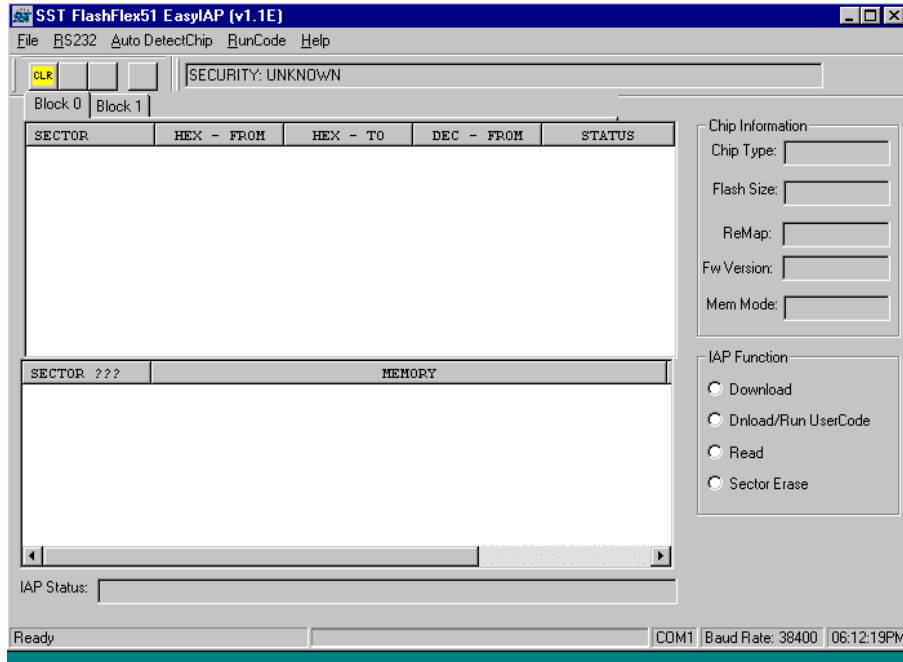 SST FlashFlex51 EasyIAP (v1.1E)
File RS232 Auto DetectChip RunCode Help
CLR
SECURITY: UNKNOWN
Block 0 Block 1
SECTOR HEX - FROM HEX - TO DEC - FROM STATUS
Chip Information
Chip Type:
Flash Size:
ReMap:
Fw Version:
Mem Mode:
SECTOR ??? MEMORY
IAP Function
Download
Dnload/Run UserCode
Read
Sector Erase
IAP Status:
Ready COM1 Baud Rate: 38400 06:12:19PM